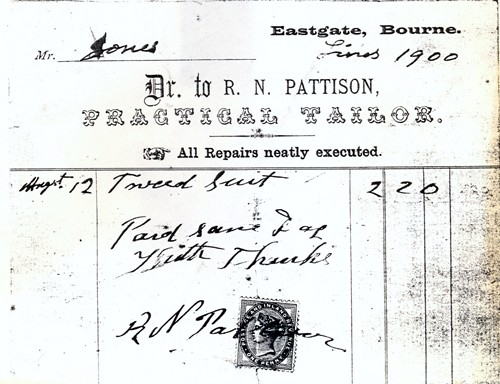 Eastgate, Bourne.
Mr. Jones Lincs 1900
Dr. to R. N. PATTISON,
PRACTICAL TAILOR.
All Repairs neatly executed.
August 12 Tweed Suit 2 2 0
Paid same Day
With Thanks
R N Pattison